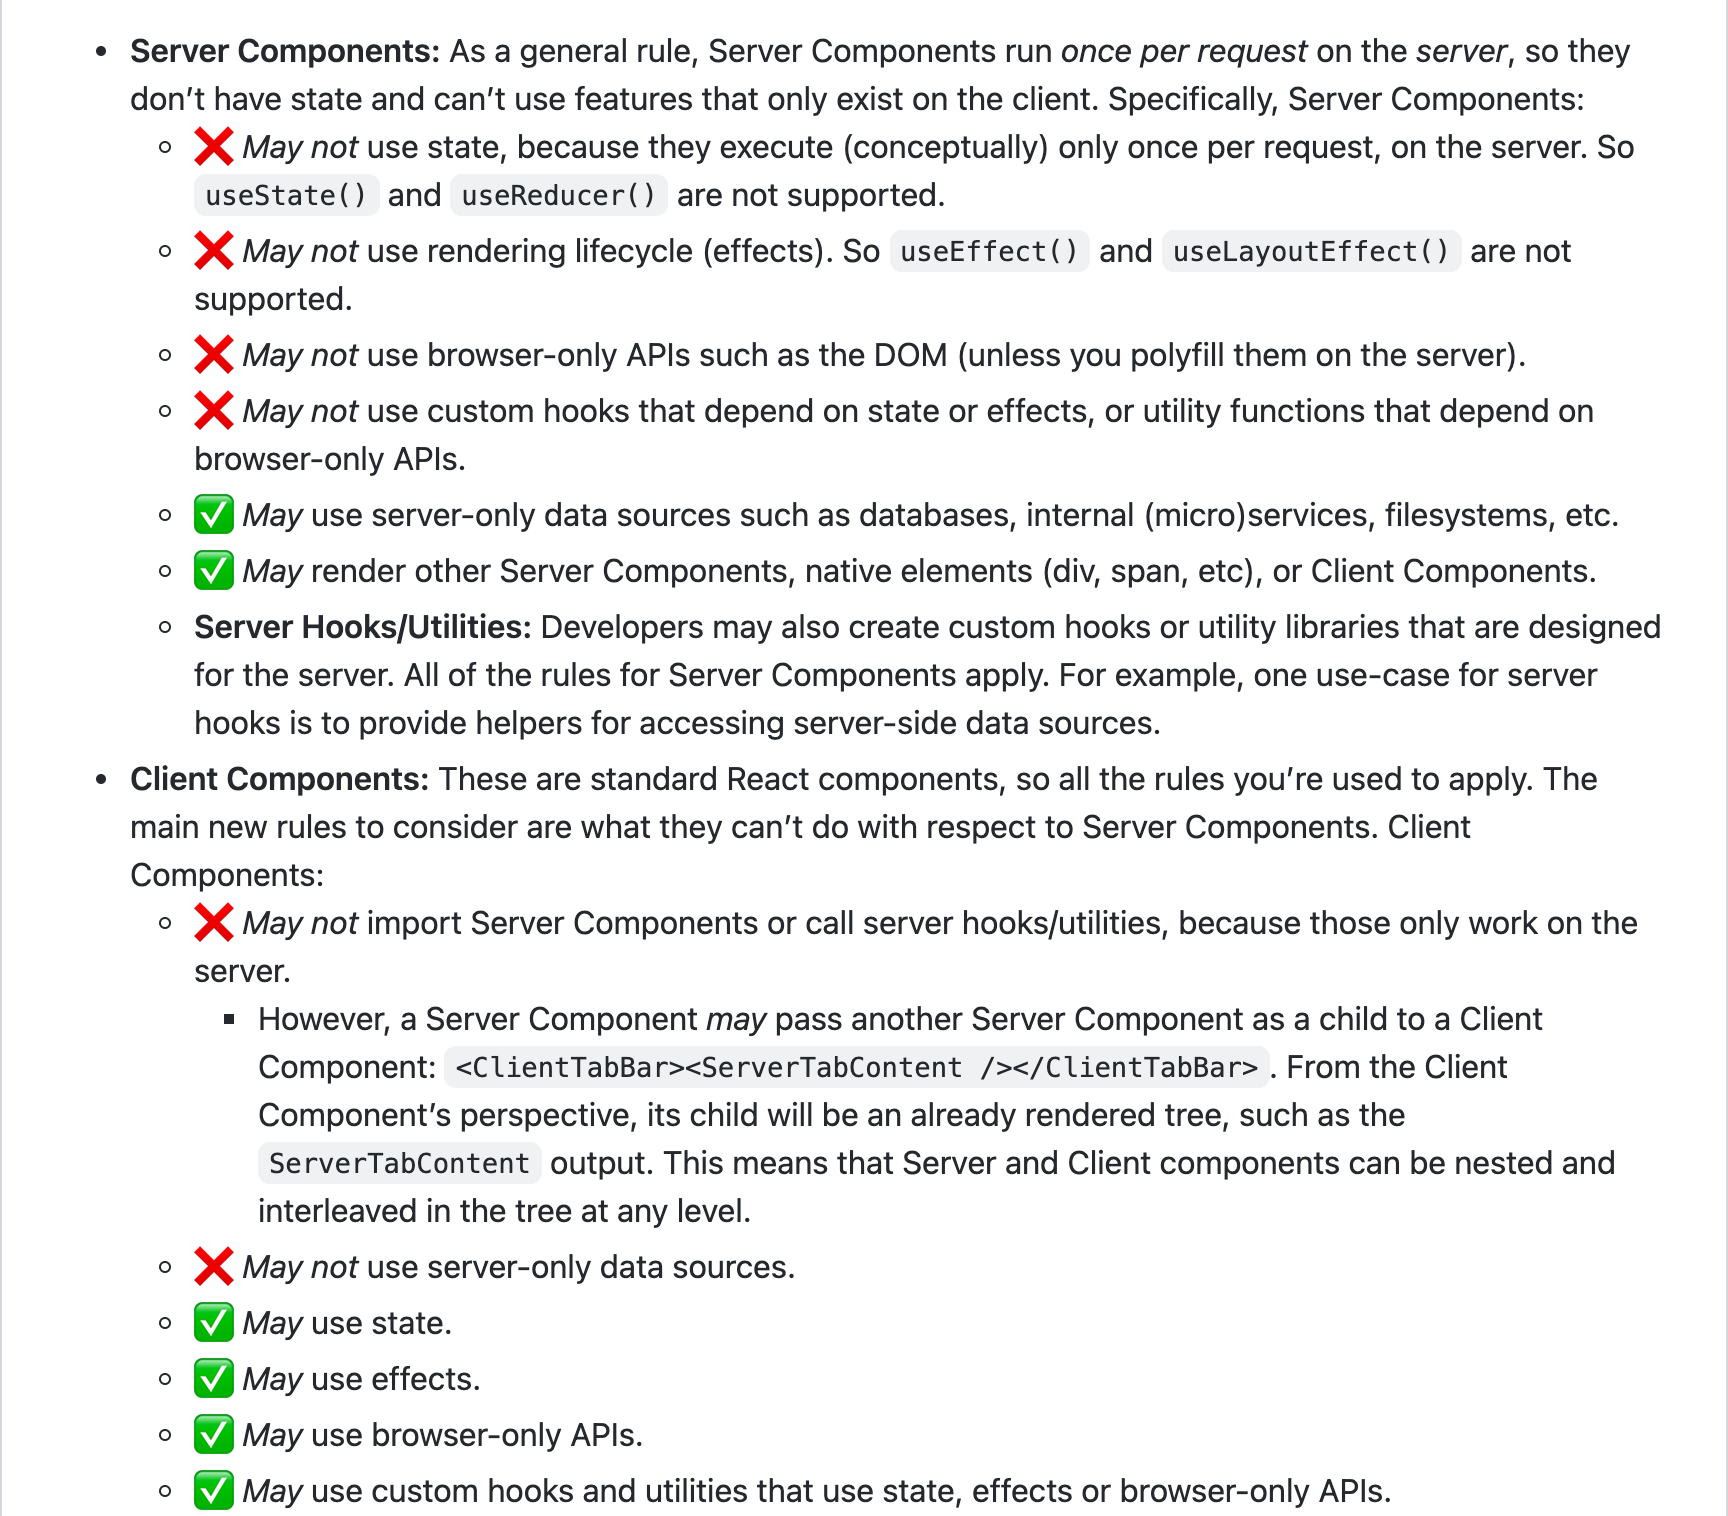 • Server Components: As a general rule, Server Components run once per request on the server, so they
don’t have state and can’t use features that only exist on the client. Specifically, Server Components:
◦ ❌ May not use state, because they execute (conceptually) only once per request, on the server. So
useState() and useReducer() are not supported.
◦ ❌ May not use rendering lifecycle (effects). So useEffect() and useLayoutEffect() are not
supported.
◦ ❌ May not use browser-only APIs such as the DOM (unless you polyfill them on the server).
◦ ❌ May not use custom hooks that depend on state or effects, or utility functions that depend on
browser-only APIs.
◦ ✅ May use server-only data sources such as databases, internal (micro)services, filesystems, etc.
◦ ✅ May render other Server Components, native elements (div, span, etc), or Client Components.
◦ Server Hooks/Utilities: Developers may also create custom hooks or utility libraries that are designed
for the server. All of the rules for Server Components apply. For example, one use-case for server
hooks is to provide helpers for accessing server-side data sources.
• Client Components: These are standard React components, so all the rules you’re used to apply. The
main new rules to consider are what they can’t do with respect to Server Components. Client
Components:
◦ ❌ May not import Server Components or call server hooks/utilities, because those only work on the
server.
▪ However, a Server Component may pass another Server Component as a child to a Client
Component: <ClientTabBar><ServerTabContent /></ClientTabBar>. From the Client
Component’s perspective, its child will be an already rendered tree, such as the
ServerTabContent output. This means that Server and Client components can be nested and
interleaved in the tree at any level.
◦ ❌ May not use server-only data sources.
◦ ✅ May use state.
◦ ✅ May use effects.
◦ ✅ May use browser-only APIs.
◦ ✅ May use custom hooks and utilities that use state, effects or browser-only APIs.